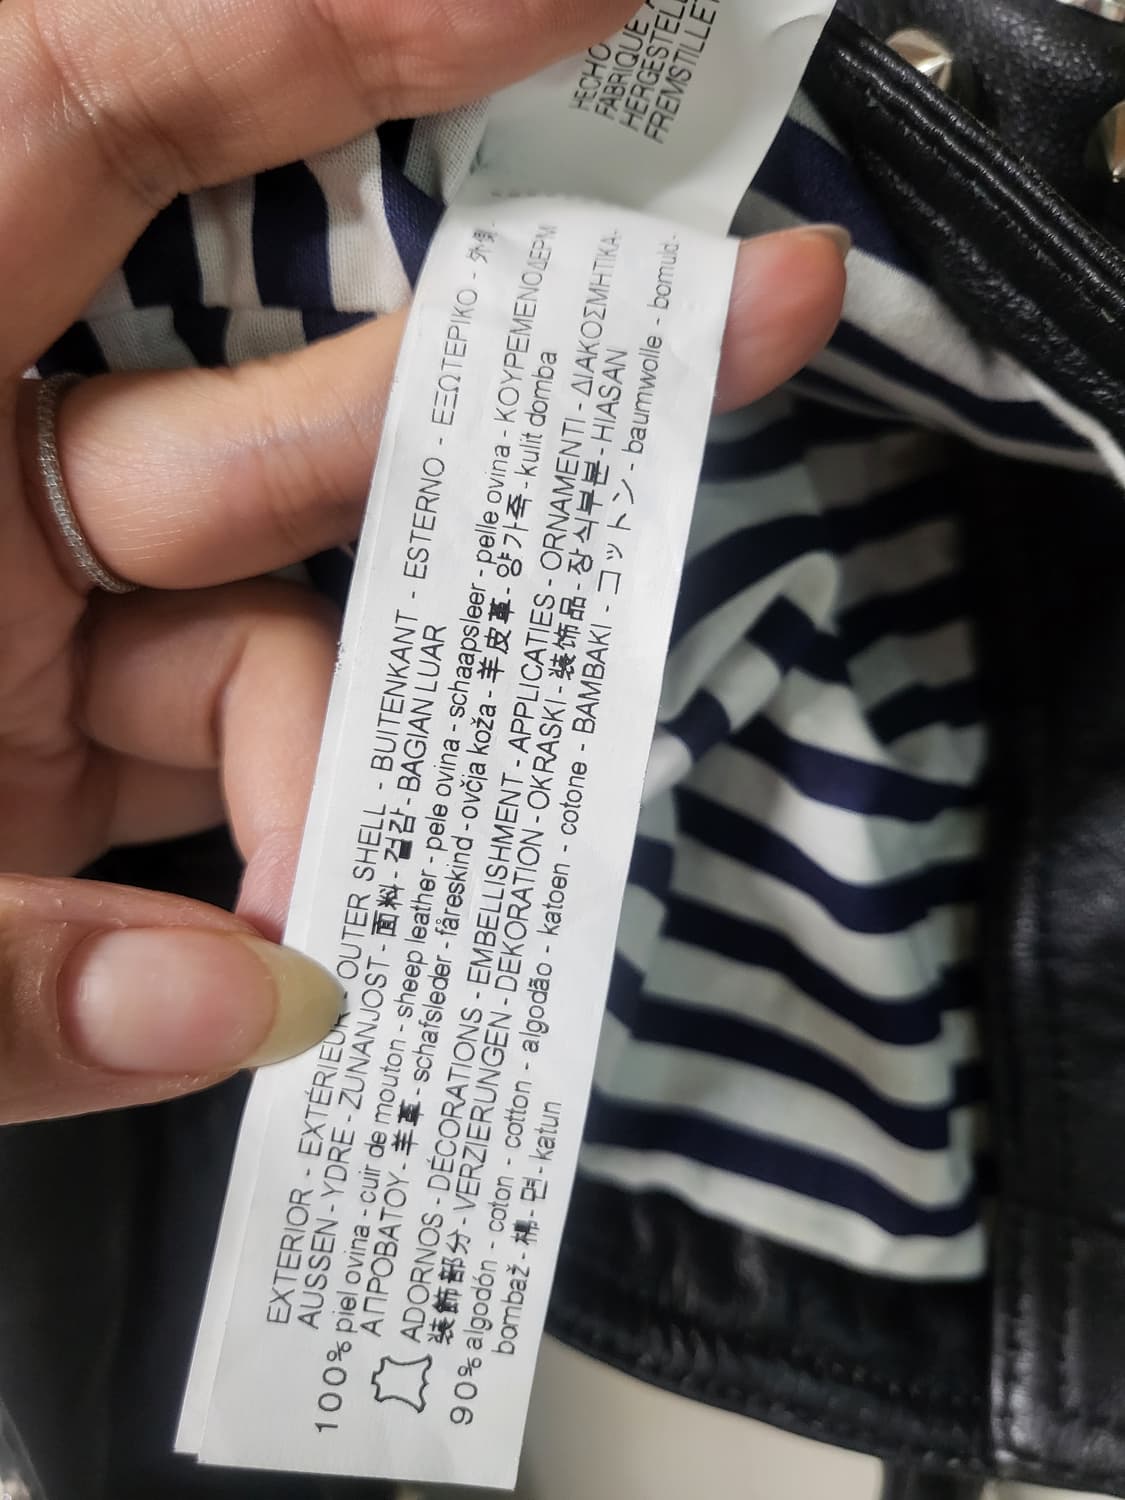 HECHO
FABRIQUÉ
HERGESTELL
FREMSTILLET
EXTERIOR - EXTÉRIEUR - OUTER SHELL - BUITENKANT - ESTERNO - ΕΞΩΤΕΡΙΚΟ - 外側 -
AUSSEN - YDRE - ZUNANJOST - 面料 - 겉감 - BAGIAN LUAR
100% piel ovina - cuir de mouton - sheep leather - pele ovina - schaapsleer - pelle ovina - ΚΟΥΡΕΜΕΝΟ ΔΕΡΜ
ΑΠΡΟΒΑΤΟΥ - 羊革 - schafsleder - fåreskind - ovčja koža - 羊皮革 - 양가죽 - kulit domba
ADORNOS - DÉCORATIONS - EMBELLISHMENT - APPLICATIES - ORNAMENTI - ΔΙΑΚΟΣΜΗΤΙΚΑ -
装飾部分 - VERZIERUNGEN - DEKORATION - OKRASKI - 装饰品 - 장식부분 - HIASAN
90% algodón - coton - cotton - algodão - katoen - cotone - BAMBAKI - コットン - baumwolle - bomuld -
bombaž - 棉 - 면 - katun